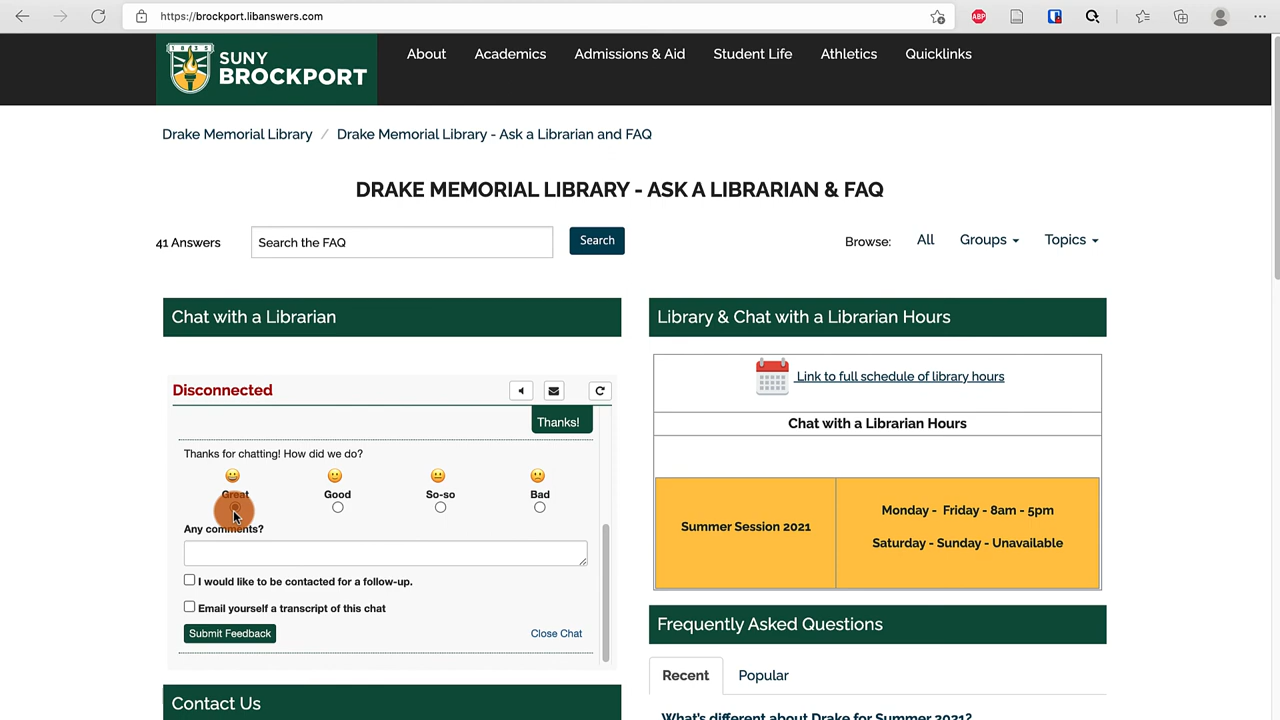 https://brockport.libanswers.com
ABP
1835
SUNY
BROCKPORT
About
Academics
Admissions & Aid
Student Life
Athletics
Quicklinks
Drake Memorial Library / Drake Memorial Library - Ask a Librarian and FAQ
DRAKE MEMORIAL LIBRARY - ASK A LIBRARIAN & FAQ
41 Answers
Search the FAQ
Search
Browse:
All
Groups
Topics
Chat with a Librarian
Disconnected
Thanks!
Thanks for chatting! How did we do?
Great
Good
So-so
Bad
Any comments?
I would like to be contacted for a follow-up.
Email yourself a transcript of this chat
Submit Feedback
Close Chat
Contact Us
Library & Chat with a Librarian Hours
Link to full schedule of library hours
Chat with a Librarian Hours
Summer Session 2021
Monday - Friday - 8am - 5pm
Saturday - Sunday - Unavailable
Frequently Asked Questions
Recent
Popular
What's different about Drake for Summer 2021?